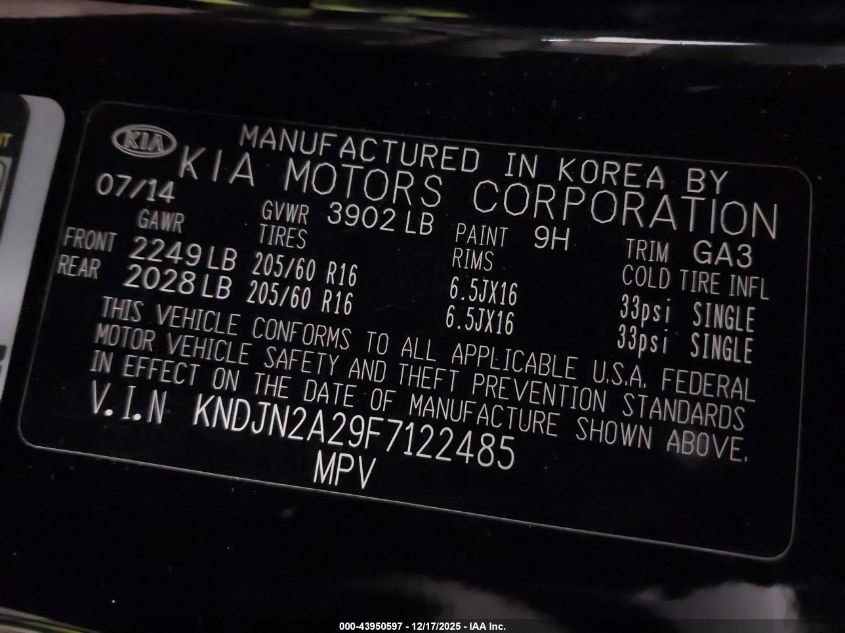 KIA MANUFACTURED IN KOREA BY
KIA MOTORS CORPORATION
07/14 GVWR 3902 LB PAINT 9H TRIM GA3
GAWR TIRES RIMS COLD TIRE INFL
FRONT 2249 LB 205/60 R16 6.5JX16 33psi SINGLE
REAR 2028 LB 205/60 R16 6.5JX16 33psi SINGLE
THIS VEHICLE CONFORMS TO ALL APPLICABLE U.S.A. FEDERAL
MOTOR VEHICLE SAFETY AND THEFT PREVENTION STANDARDS
IN EFFECT ON THE DATE OF MANUFACTURE SHOWN ABOVE.
V.I.N KNDJN2A29F7122485
MPV
000-43950597 - 12/17/2025 - IAA Inc.